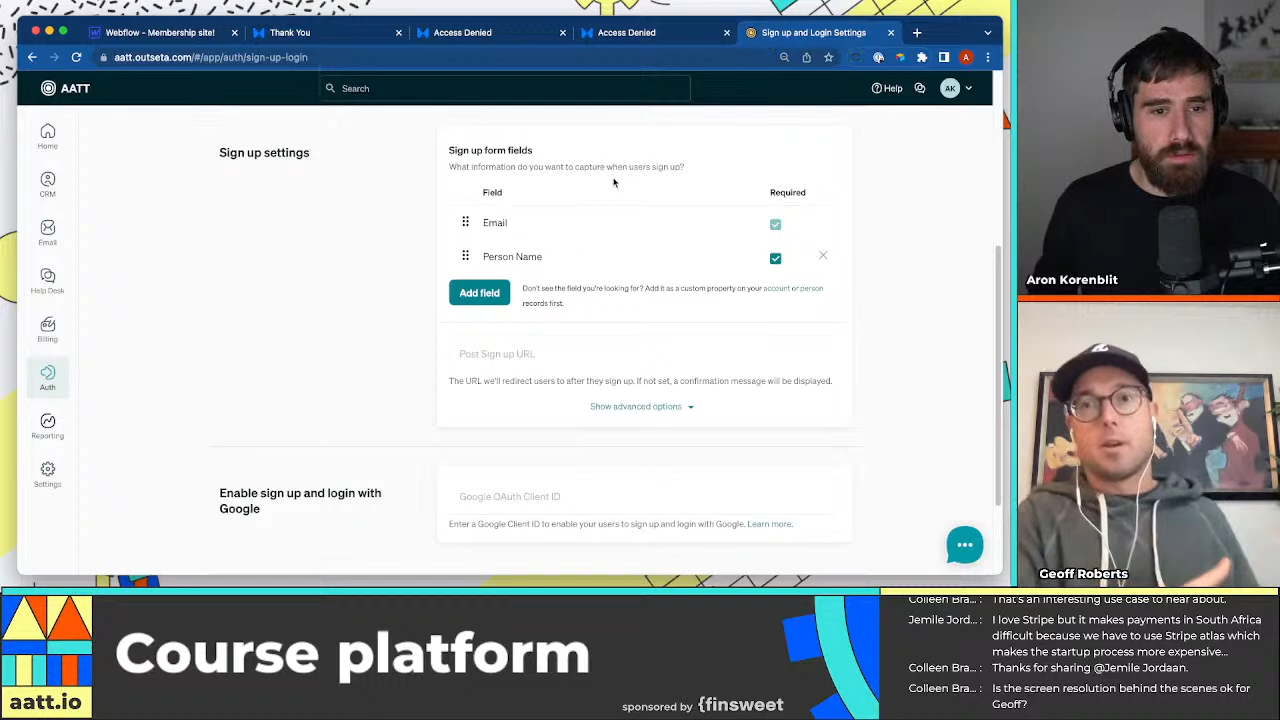 Webflow - Membership site!
Thank You
Access Denied
Access Denied
Sign up and Login Settings
aatt.outseta.com/#/app/auth/sign-up-login
A
AATT
Search
Help
AK
Home
CRM
Email
Help Desk
Billing
Auth
Reporting
Settings
Sign up settings
Sign up form fields
What information do you want to capture when users sign up?
Field
Required
Email
Person Name
Add field
Don't see the field you're looking for? Add it as a custom property on your account or person
records first.
Post Sign up URL
The URL we'll redirect users to after they sign up. If not set, a confirmation message will be displayed.
Show advanced options
Enable sign up and login with
Google
Google OAuth Client ID
Enter a Google Client ID to enable your users to sign up and login with Google. Learn more.
Aron Korenblit
Geoff Roberts
aatt.io
Course platform
sponsored by {finsweet
Colleen Bra... : That's an interesting use case to hear about.
Jemile Jord... : I love Stripe but it makes payments in South Africa
difficult because we have to use Stripe atlas which
makes the startup process more expensive...
Colleen Bra... : Thanks for sharing @Jemile Jordaan.
Colleen Bra... : Is the screen resolution behind the scenes ok for
Geoff?